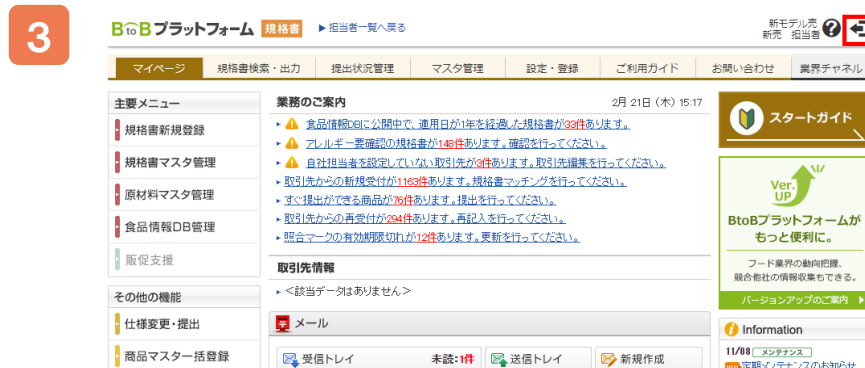 3
BtoBプラットフォーム 規格書 ▶担当者一覧へ戻る
新モデル売
新売 担当者
マイページ 規格書検索・出力 提出状況管理 マスタ管理 設定・登録 ご利用ガイド お問い合わせ 業界チャネル
主要メニュー
規格書新規登録
規格書マスタ管理
原材料マスタ管理
食品情報DB管理
販促支援
その他の機能
仕様変更・提出
商品マスター括登録
業務のご案内 2月 21日（木） 15:17
食品情報DBに公開中で、適用日が1年を経過した規格書が33件あります。
アレルギー要確認の規格書が148件あります。確認を行ってください。
自社担当者を設定していない取引先が3件あります。取引先編集を行ってください。
取引先からの新規受付が1163件あります。規格書マッチングを行ってください。
すぐ提出ができる商品が76件あります。提出を行ってください。
取引先からの再受付が294件あります。再記入を行ってください。
照合マークの有効期限切れが12件あります。更新を行ってください。
取引先情報
<該当データはありません>
メール
受信トレイ 未読:1件 送信トレイ 新規作成
スタートガイド
Ver.
UP
BtoBプラットフォームが
もっと便利に。
フード業界の動向把握、
競合他社の情報収集もできる。
バージョンアップのご案内
Information
11/08 メンテナンス
定期メンテナンスのお知らせ